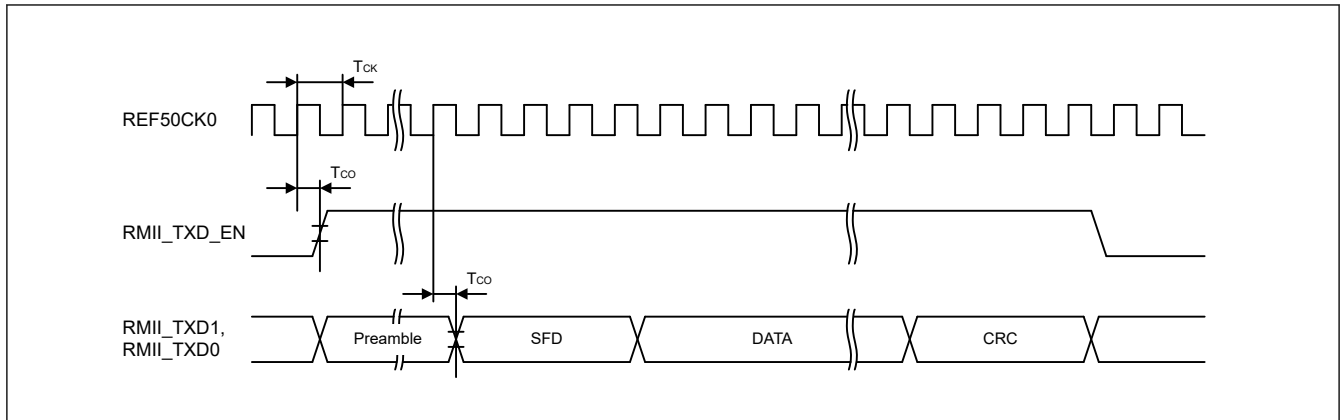 TCK
REF50CK0
TCO
RMII_TXD_EN
TCO
RMII_TXD1,
RMII_TXD0
Preamble
SFD
DATA
CRC